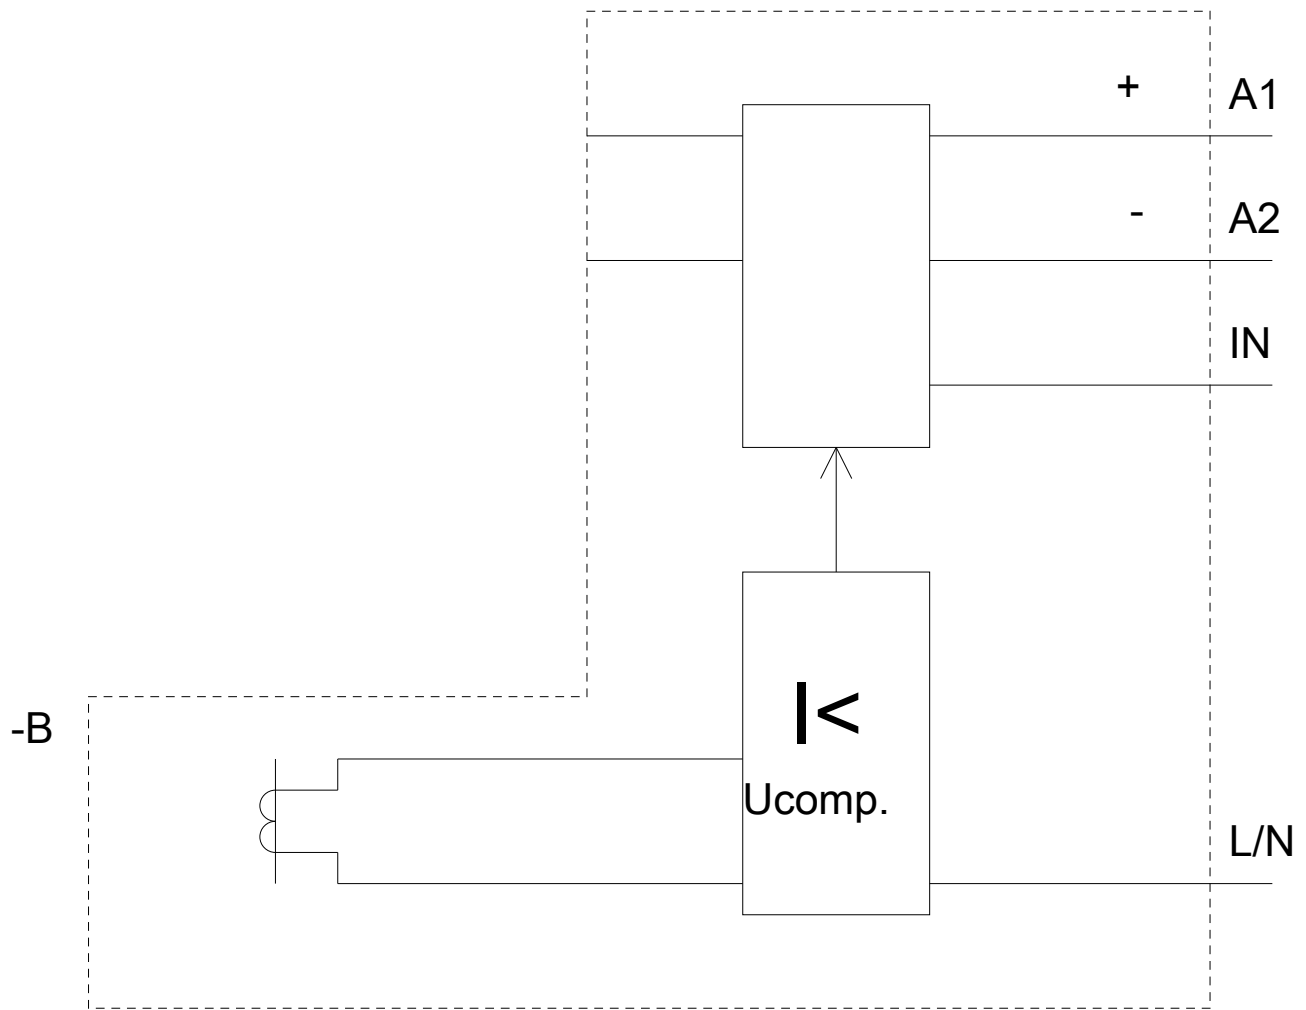 + A1
- A2
IN
-B
I<
Ucomp.
L/N